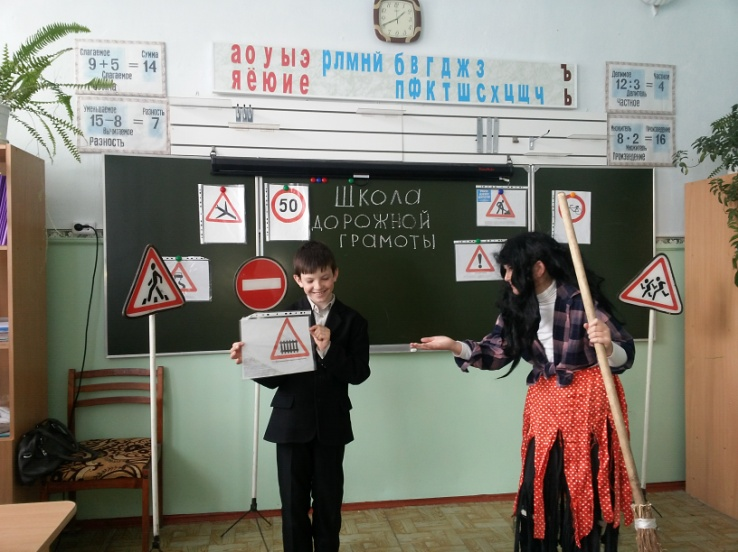 Слагаемое Сумма
9 + 5 = 14
Слагаемое
Уменьшаемое Разность
15 – 8 = 7
Вычитаемое
Разность
а о у ы э р л м н й б в г д ж з Ъ
я ё ю и е п ф к т ш с х ц щ ч Ь
Делимое Частное
12 : 3 = 4
Делитель
Частное
Множитель Произведение
8 · 2 = 16
Множитель
Произведение
50
ШКОЛА
ДОРОЖНОЙ
ГРАМОТЫ